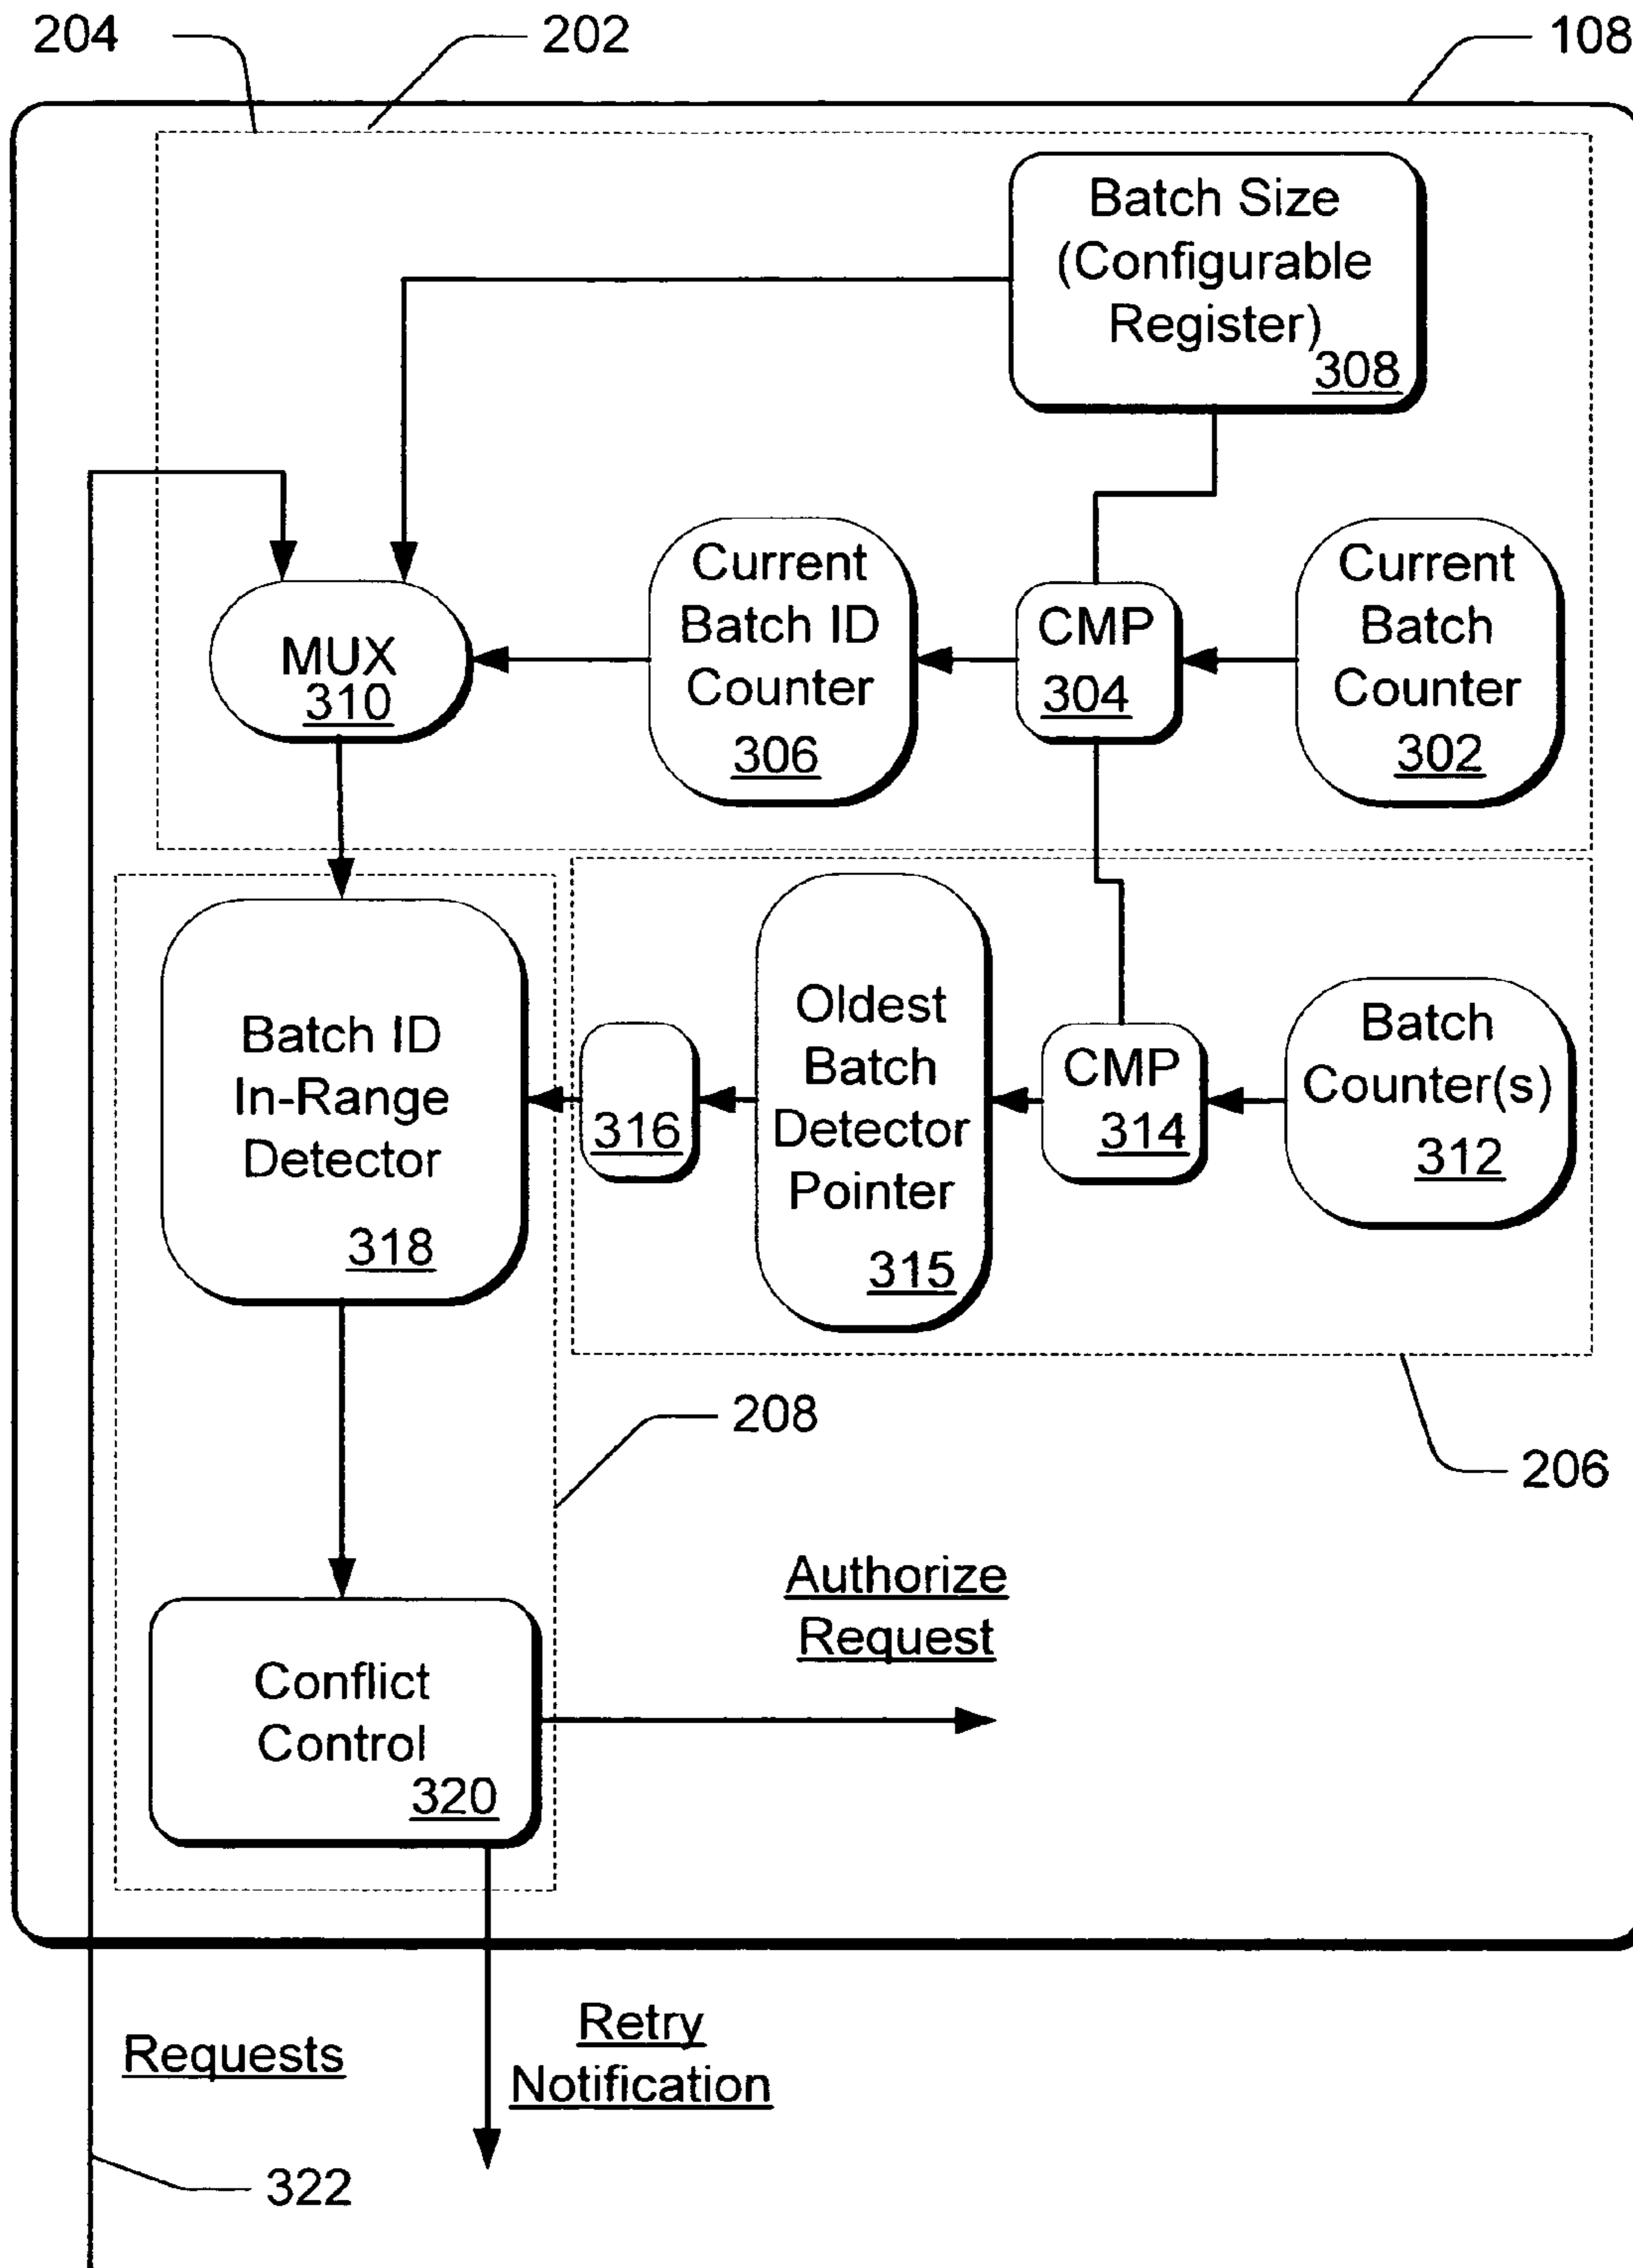 204
202
108
Batch Size
(Configurable
Register)
308
Current
Batch ID
Counter
306
CMP
304
Current
Batch
Counter
302
MUX
310
Batch ID
In-Range
Detector
318
316
Oldest
Batch
Detector
Pointer
315
CMP
314
Batch
Counter(s)
312
208
206
Authorize
Request
Conflict
Control
320
Requests
Retry
Notification
322